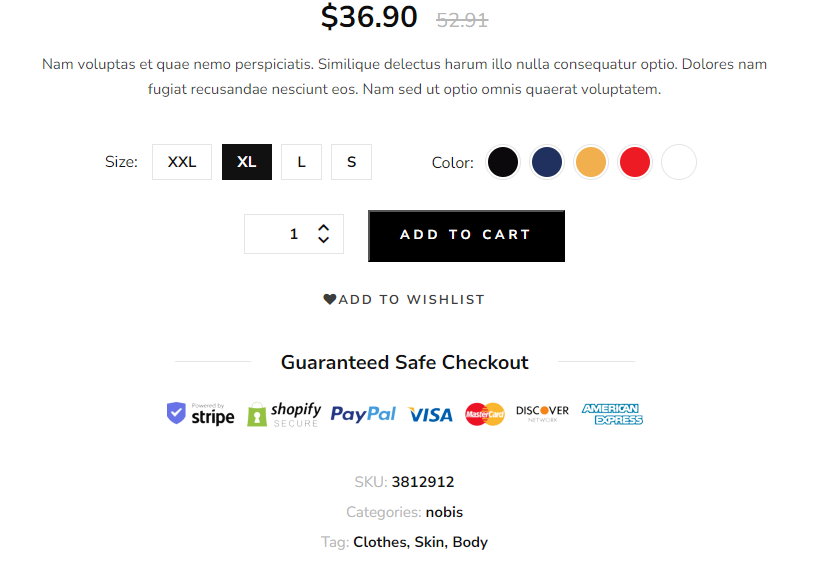 $36.90 52.91
Nam voluptas et quae nemo perspiciatis. Similique delectus harum illo nulla consequatur optio. Dolores nam
fugiat recusandae nesciunt eos. Nam sed ut optio omnis quaerat voluptatem.
Size: XXL XL L S Color:
1 ADD TO CART
ADD TO WISHLIST
Guaranteed Safe Checkout
Powered by
stripe shopify SECURE PayPal VISA MasterCard DISCOVER NETWORK AMERICAN EXPRESS
SKU: 3812912
Categories: nobis
Tag: Clothes, Skin, Body